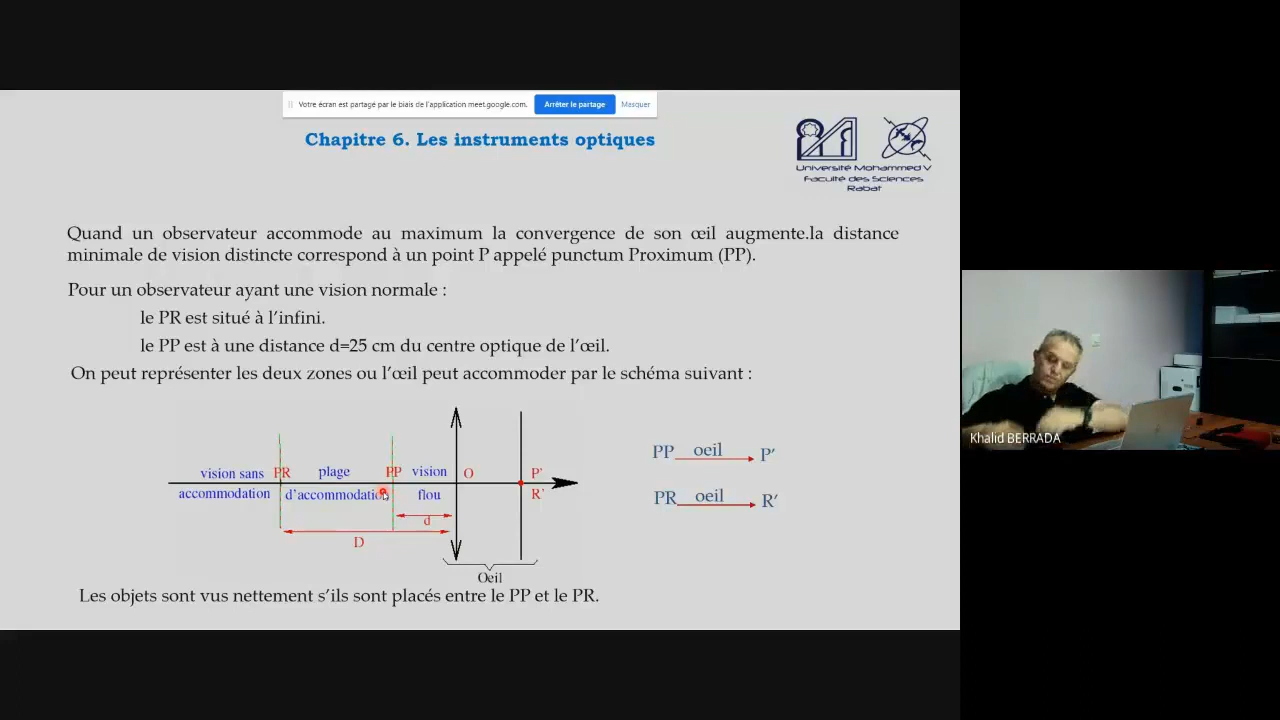 Votre écran est partagé par le biais de l'application meet.google.com.
Arrêter le partage
Masquer
Chapitre 6. Les instruments optiques
Université Mohammed V
Faculté des Sciences
Rabat
Quand un observateur accommode au maximum la convergence de son œil augmente.la distance
minimale de vision distincte correspond à un point P appelé punctum Proximum (PP).
Pour un observateur ayant une vision normale :
le PR est situé à l'infini.
le PP est à une distance d=25 cm du centre optique de l'œil.
On peut représenter les deux zones ou l'œil peut accommoder par le schéma suivant :
vision sans PR plage PP vision O P'
accommodation d'accommodation flou R'
d
D
Oeil
PP oeil P'
PR oeil R'
Les objets sont vus nettement s'ils sont placés entre le PP et le PR.
Khalid BERRADA